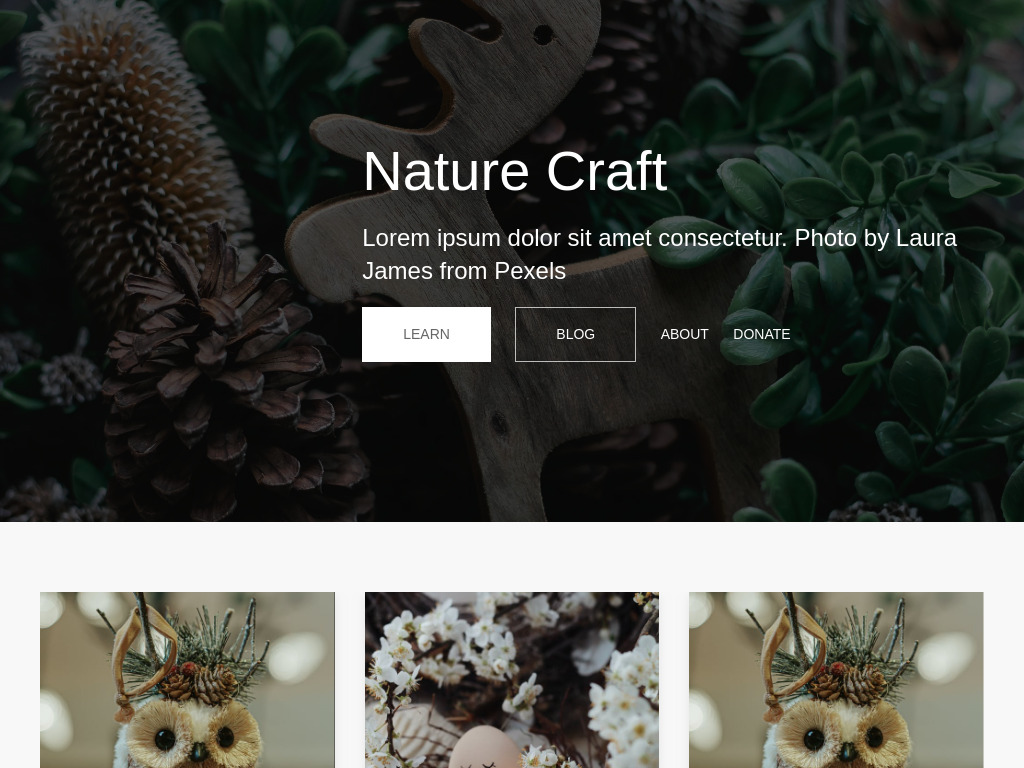 Nature Craft
Lorem ipsum dolor sit amet consectetur. Photo by Laura
James from Pexels
LEARN BLOG ABOUT DONATE